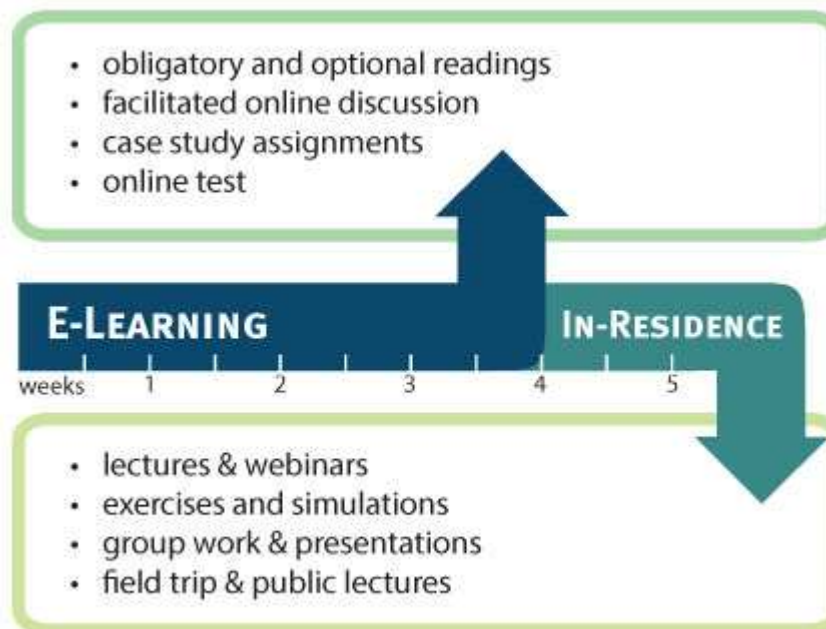 • obligatory and optional readings
• facilitated online discussion
• case study assignments
• online test
E-LEARNING IN-RESIDENCE
weeks 1 2 3 4 5
• lectures & webinars
• exercises and simulations
• group work & presentations
• field trip & public lectures